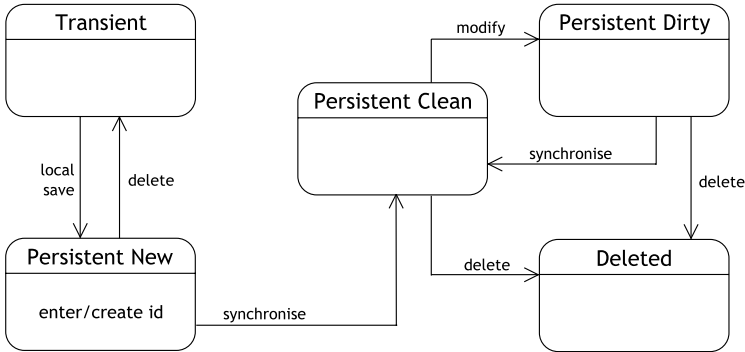 Transient
Persistent Dirty
modify
Persistent Clean
synchronise
local
save
delete
delete
Persistent New
enter/create id
Deleted
delete
synchronise